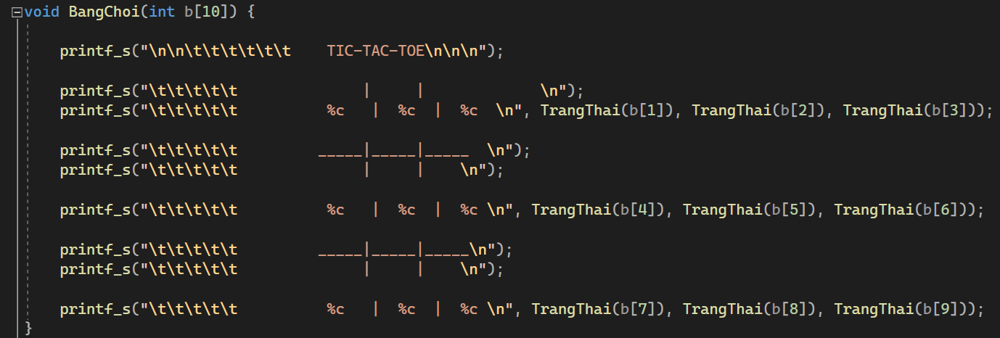 void BangChoi(int b[10]) {
printf_s("\n\n\t\t\t\t\t\t    TIC-TAC-TOE\n\n\n");
printf_s("\t\t\t\t\t              |     |             \n");
printf_s("\t\t\t\t\t          %c   |  %c  |  %c  \n", TrangThai(b[1]), TrangThai(b[2]), TrangThai(b[3]));
printf_s("\t\t\t\t\t         _____|_____|_____  \n");
printf_s("\t\t\t\t\t              |     |    \n");
printf_s("\t\t\t\t\t          %c   |  %c  |  %c \n", TrangThai(b[4]), TrangThai(b[5]), TrangThai(b[6]));
printf_s("\t\t\t\t\t         _____|_____|_____\n");
printf_s("\t\t\t\t\t              |     |    \n");
printf_s("\t\t\t\t\t          %c   |  %c  |  %c \n", TrangThai(b[7]), TrangThai(b[8]), TrangThai(b[9]));
}